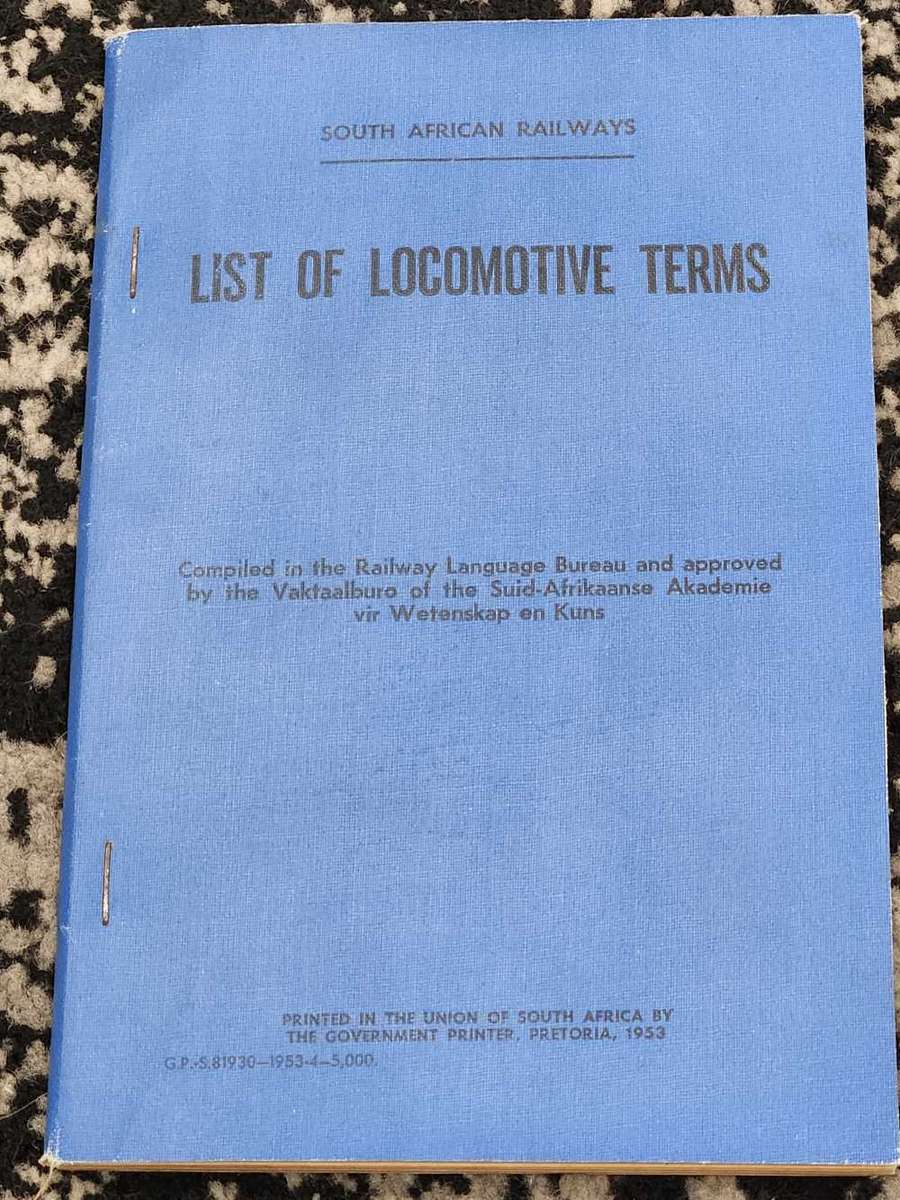 SOUTH AFRICAN RAILWAYS
LIST OF LOCOMOTIVE TERMS
Compiled in the Railway Language Bureau and approved
by the Vaktaalburo of the Suid-Afrikaanse Akademie
vir Wetenskap en Kuns
PRINTED IN THE UNION OF SOUTH AFRICA BY
THE GOVERNMENT PRINTER, PRETORIA, 1953
G.P.-S.81930—1953-4—5,000.